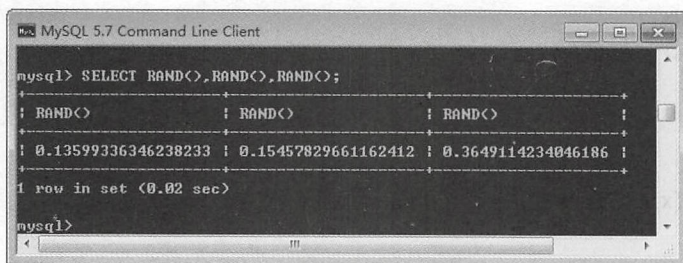 MySQL 5.7 Command Line Client
mysql> SELECT RAND(),RAND(),RAND();
+---------------------+---------------------+--------------------+
| RAND() | RAND() | RAND() |
+---------------------+---------------------+--------------------+
| 0.13599336346238233 | 0.15457829661162412 | 0.3649114234046186 |
+---------------------+---------------------+--------------------+
1 row in set (0.02 sec)
mysql>